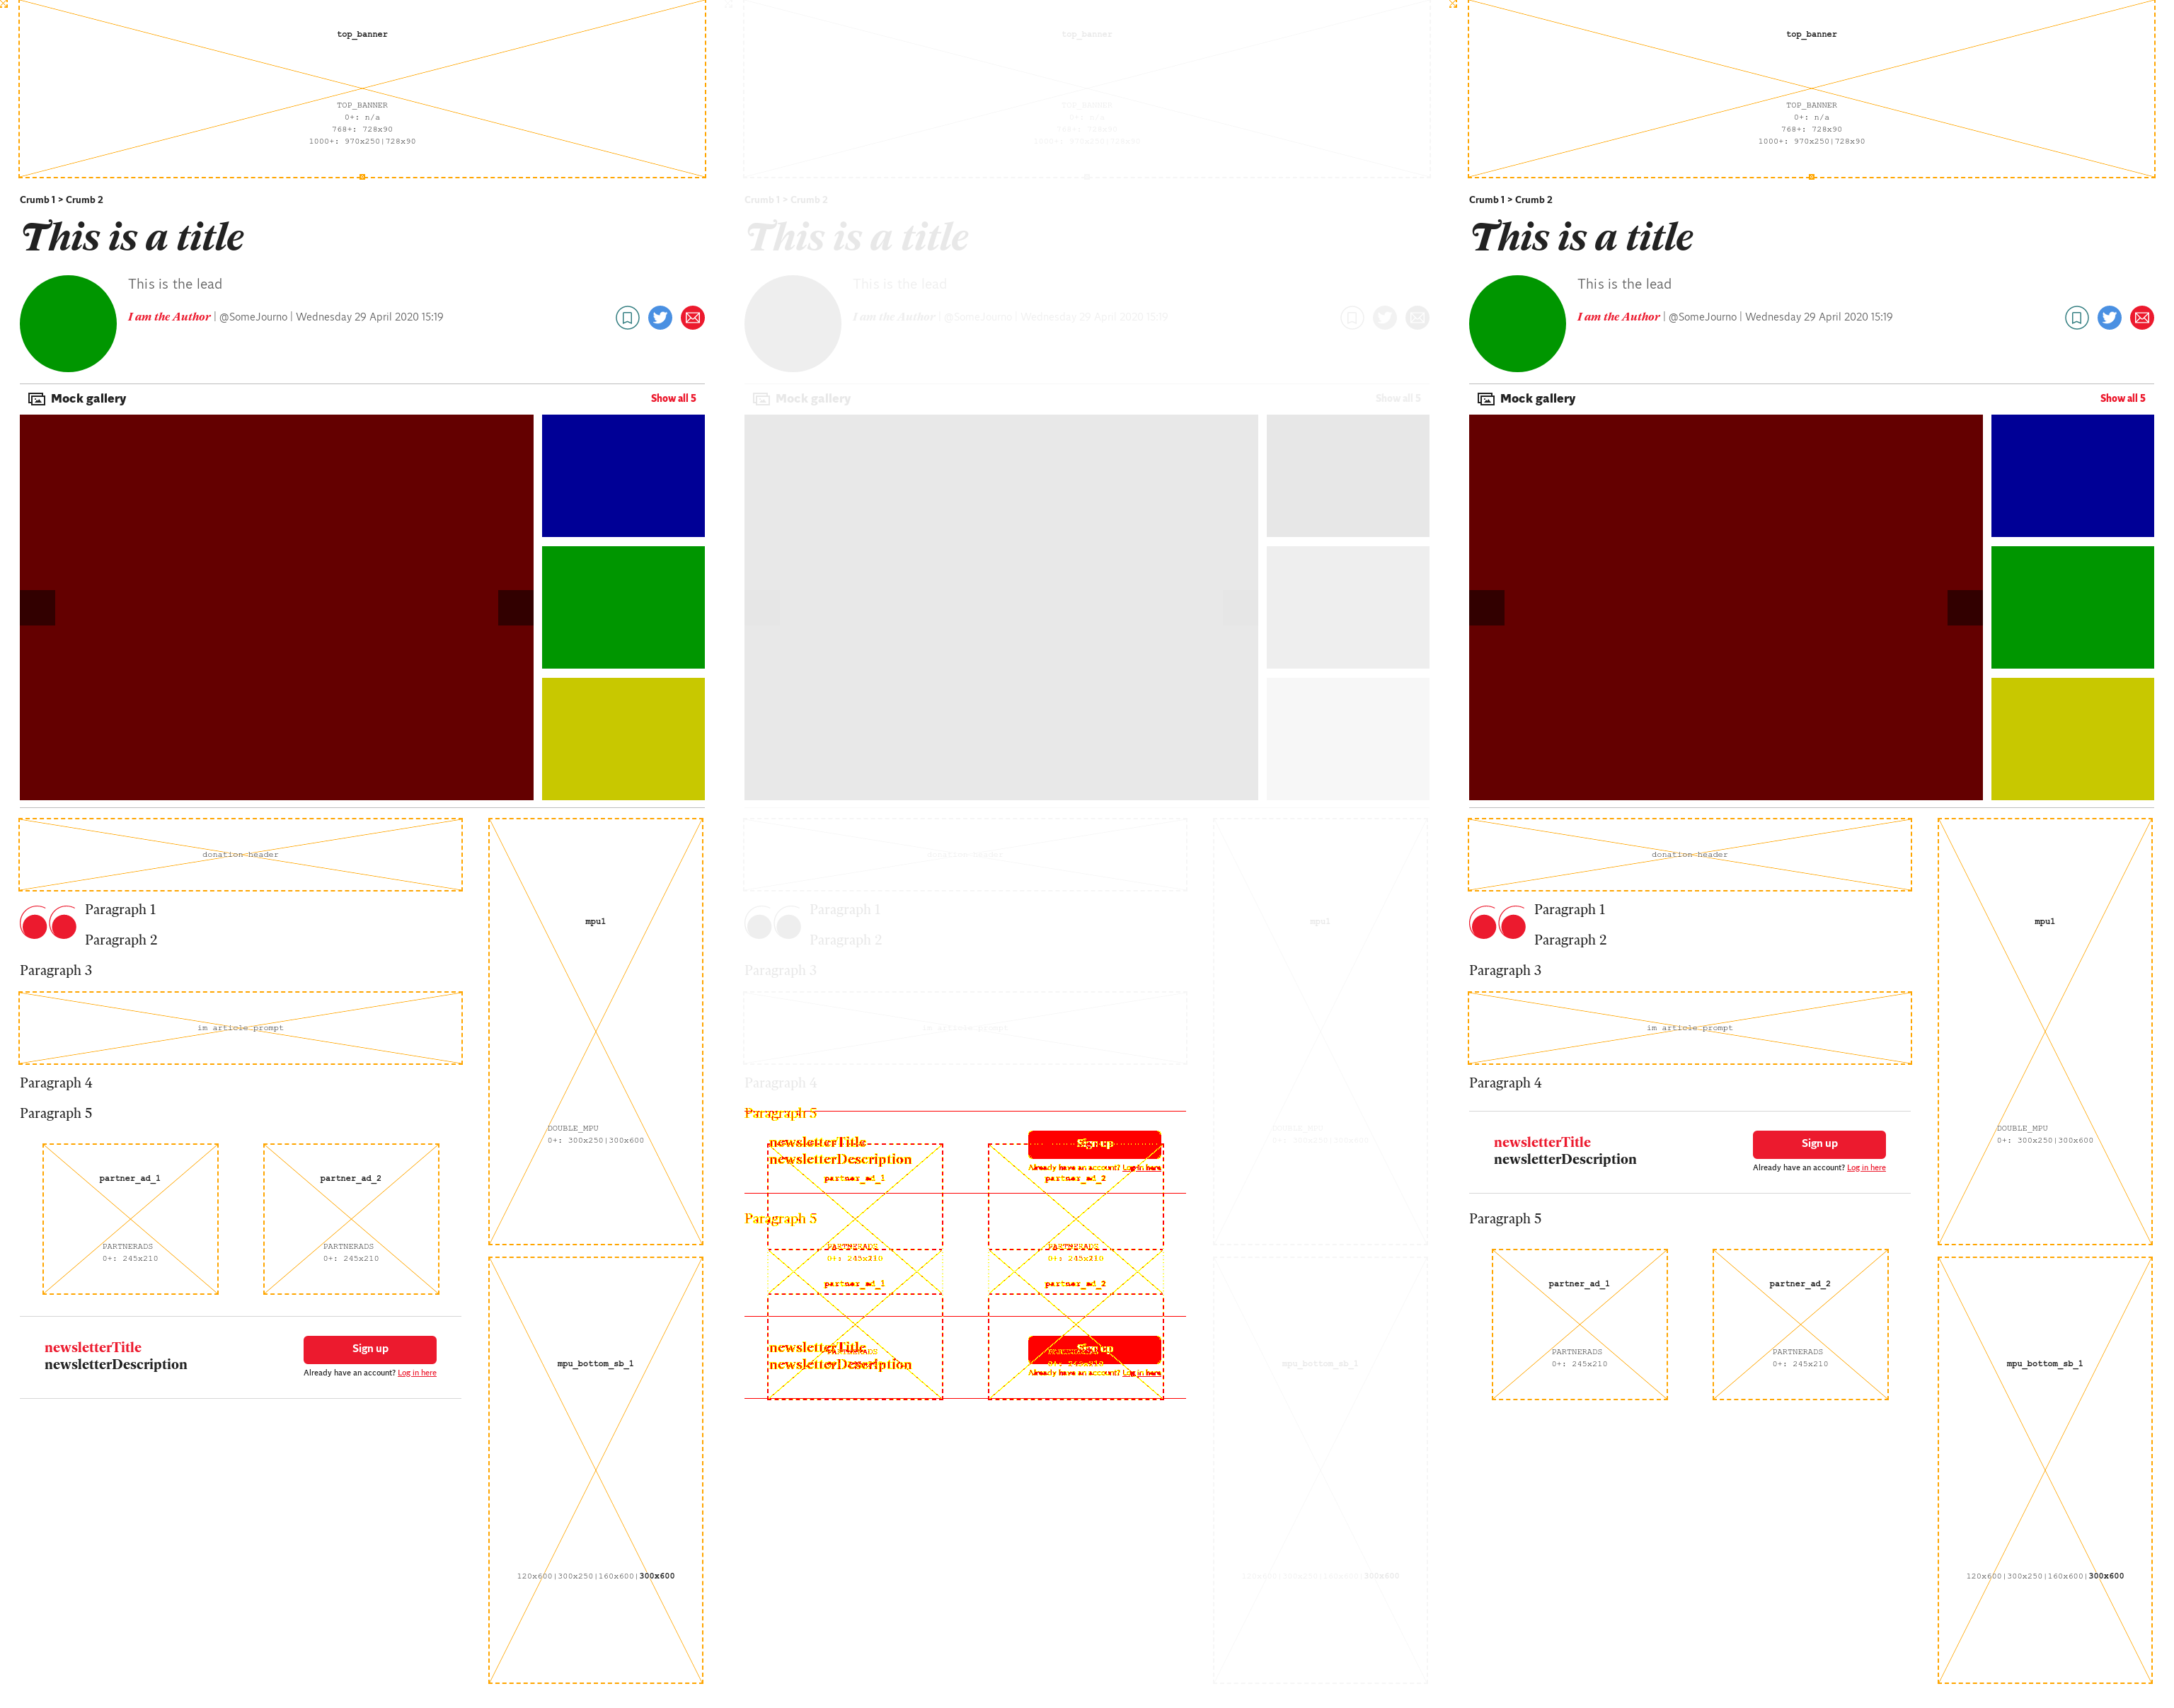 top_banner
TOP_BANNER
0+: n/a
768+: 728x90
1000+: 970x250|728x90
Crumb 1 > Crumb 2
This is a title
This is the lead
I am the Author | @SomeJourno | Wednesday 29 April 2020 15:19
Mock gallery
Show all 5
donation-header
Paragraph 1
Paragraph 2
Paragraph 3
im_article_prompt
Paragraph 4
Paragraph 5
partner_ad_1
PARTNERADS
0+: 245x210
partner_ad_2
PARTNERADS
0+: 245x210
newsletterTitle
newsletterDescription
Sign up
Already have an account? Log in here
mpu1
DOUBLE_MPU
0+: 300x250|300x600
mpu_bottom_sb_1
120x600|300x250|160x600|300x600
top_banner
TOP_BANNER
0+: n/a
768+: 728x90
1000+: 970x250|728x90
Crumb 1 > Crumb 2
This is a title
This is the lead
I am the Author | @SomeJourno | Wednesday 29 April 2020 15:19
Mock gallery
Show all 5
donation-header
Paragraph 1
Paragraph 2
Paragraph 3
im_article_prompt
Paragraph 4
Paragraph 5
newsletterTitle
newsletterDescription
Sign up
Already have an account? Log in here
partner_ad_1
partner_ad_2
Paragraph 5
PARTNERADS
0+: 245x210
PARTNERADS
0+: 245x210
partner_ad_1
partner_ad_2
newsletterTitle
newsletterDescription
Sign up
PARTNERADS
0+: 245x210
PARTNERADS
0+: 245x210
Already have an account? Log in here
mpu1
DOUBLE_MPU
0+: 300x250|300x600
mpu_bottom_sb_1
120x600|300x250|160x600|300x600
top_banner
TOP_BANNER
0+: n/a
768+: 728x90
1000+: 970x250|728x90
Crumb 1 > Crumb 2
This is a title
This is the lead
I am the Author | @SomeJourno | Wednesday 29 April 2020 15:19
Mock gallery
Show all 5
donation-header
Paragraph 1
Paragraph 2
Paragraph 3
im_article_prompt
Paragraph 4
newsletterTitle
newsletterDescription
Sign up
Already have an account? Log in here
Paragraph 5
partner_ad_1
PARTNERADS
0+: 245x210
partner_ad_2
PARTNERADS
0+: 245x210
mpu1
DOUBLE_MPU
0+: 300x250|300x600
mpu_bottom_sb_1
120x600|300x250|160x600|300x600